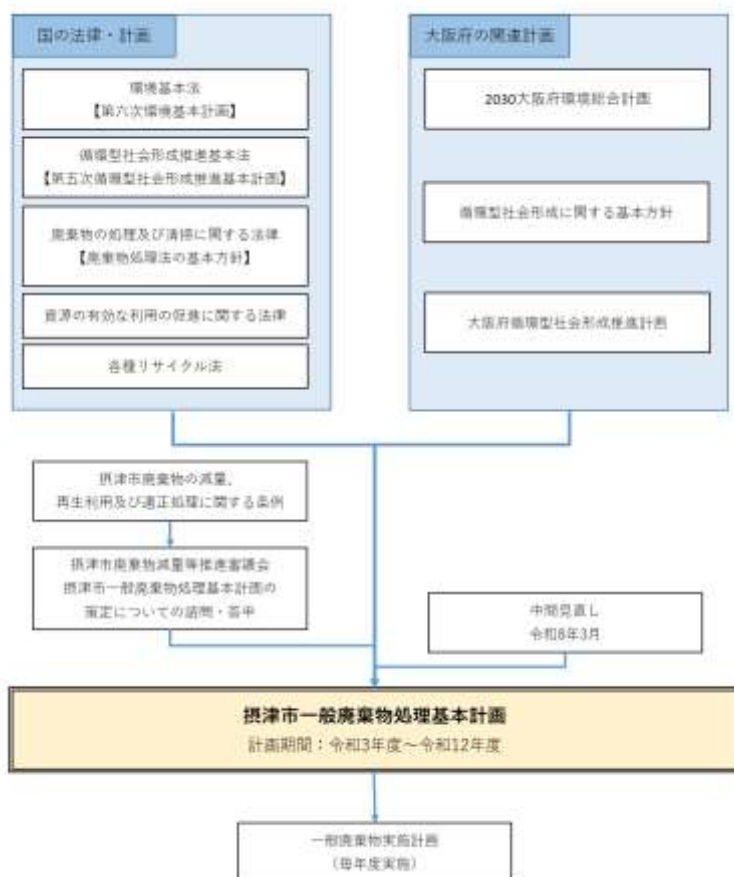 国の法律・計画
環境基本法
【第六次環境基本計画】
循環型社会形成推進基本法
【第五次循環型社会形成推進基本計画】
廃棄物の処理及び清掃に関する法律
【廃棄物処理法の基本方針】
資源の有効な利用の促進に関する法律
各種リサイクル法
大阪府の関連計画
2030大阪府環境総合計画
循環型社会形成に関する基本方針
大阪府循環型社会形成推進計画
摂津市廃棄物の減量、
再生利用及び適正処理に関する条例
摂津市廃棄物減量等推進審議会
摂津市一般廃棄物処理基本計画の
策定についての諮問・答申
中間見直し
令和8年3月
摂津市一般廃棄物処理基本計画
計画期間：令和3年度～令和12年度
一般廃棄物実施計画
（毎年度実施）